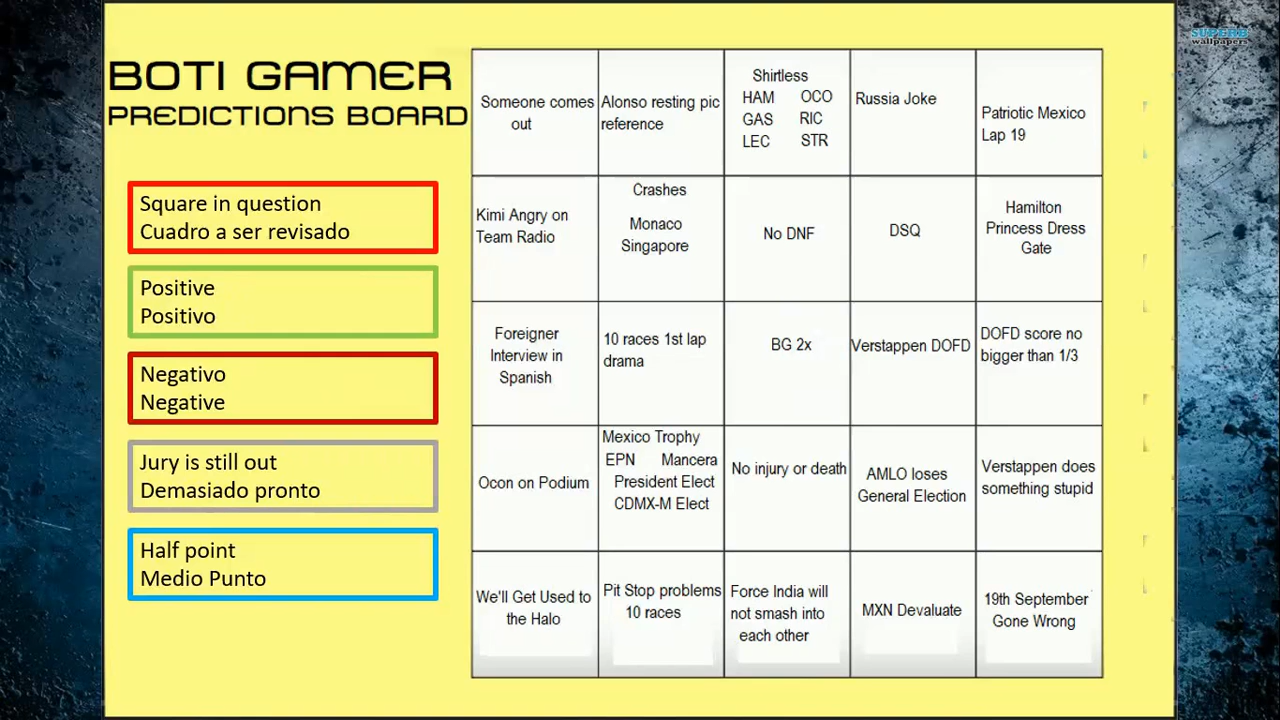 BOTI GAMER
PREDICTIONS BOARD
Square in question
Cuadro a ser revisado
Positive
Positivo
Negativo
Negative
Jury is still out
Demasiado pronto
Half point
Medio Punto
Someone comes
out
Alonso resting pic
reference
Shirtless
HAM OCO
GAS RIC
LEC STR
Russia Joke
Patriotic Mexico
Lap 19
Kimi Angry on
Team Radio
Crashes
Monaco
Singapore
No DNF
DSQ
Hamilton
Princess Dress
Gate
Foreigner
Interview in
Spanish
10 races 1st lap
drama
BG 2x
Verstappen DOFD
DOFD score no
bigger than 1/3
Ocon on Podium
Mexico Trophy
EPN Mancera
President Elect
CDMX-M Elect
No injury or death
AMLO loses
General Election
Verstappen does
something stupid
We'll Get Used to
the Halo
Pit Stop problems
10 races
Force India will
not smash into
each other
MXN Devaluate
19th September
Gone Wrong
SUPERB
wallpapers